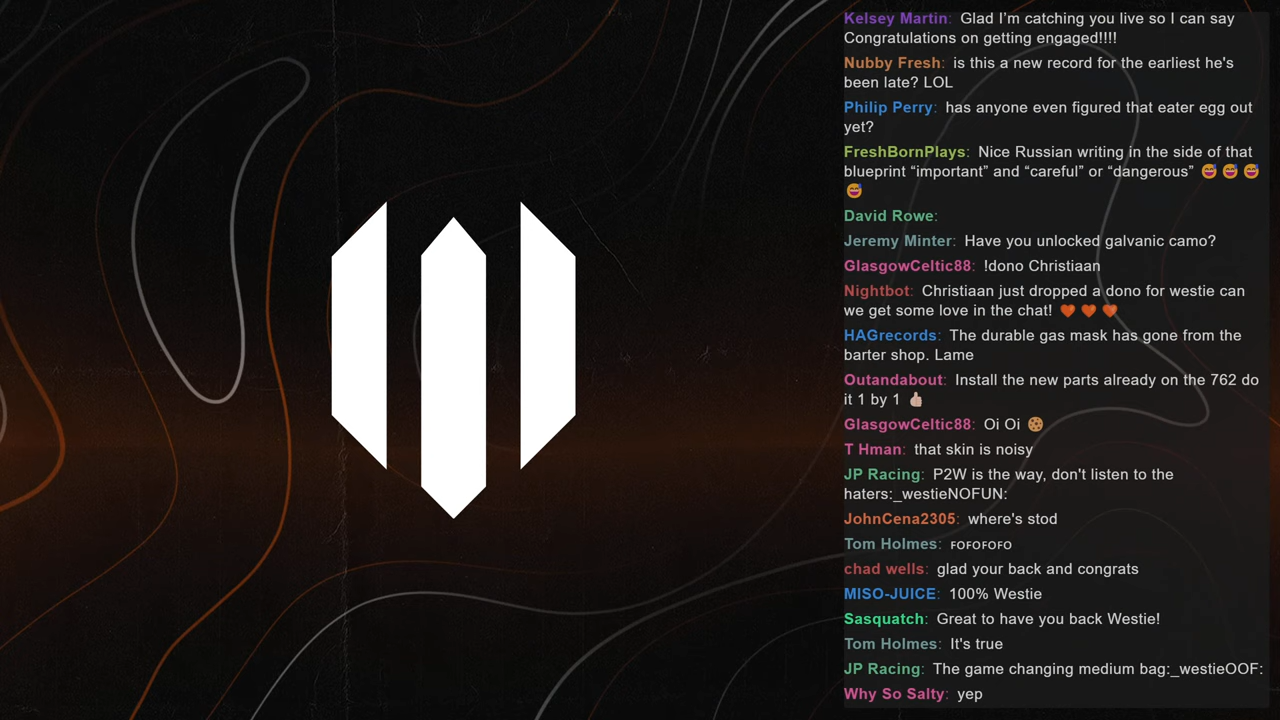 Kelsey Martin: Glad I'm catching you live so I can say
Congratulations on getting engaged!!!!
Nubby Fresh: is this a new record for the earliest he's
been late? LOL
Philip Perry: has anyone even figured that eater egg out
yet?
FreshBornPlays: Nice Russian writing in the side of that
blueprint “important” and “careful” or “dangerous” 😅 😅 😅
😅
David Rowe:
Jeremy Minter: Have you unlocked galvanic camo?
GlasgowCeltic88: !dono Christiaan
Nightbot: Christiaan just dropped a dono for westie can
we get some love in the chat! 🧡 🧡 🧡
HAGrecords: The durable gas mask has gone from the
barter shop. Lame
Outandabout: Install the new parts already on the 762 do
it 1 by 1 👍🏼
GlasgowCeltic88: Oi Oi 🍪
T Hman: that skin is noisy
JP Racing: P2W is the way, don't listen to the
haters:_westieNOFUN:
JohnCena2305: where's stod
Tom Holmes: ꜰᴏꜰᴏꜰᴏꜰᴏ
chad wells: glad your back and congrats
MISO-JUICE: 100% Westie
Sasquatch: Great to have you back Westie!
Tom Holmes: It's true
JP Racing: The game changing medium bag:_westieOOF:
Why So Salty: yep